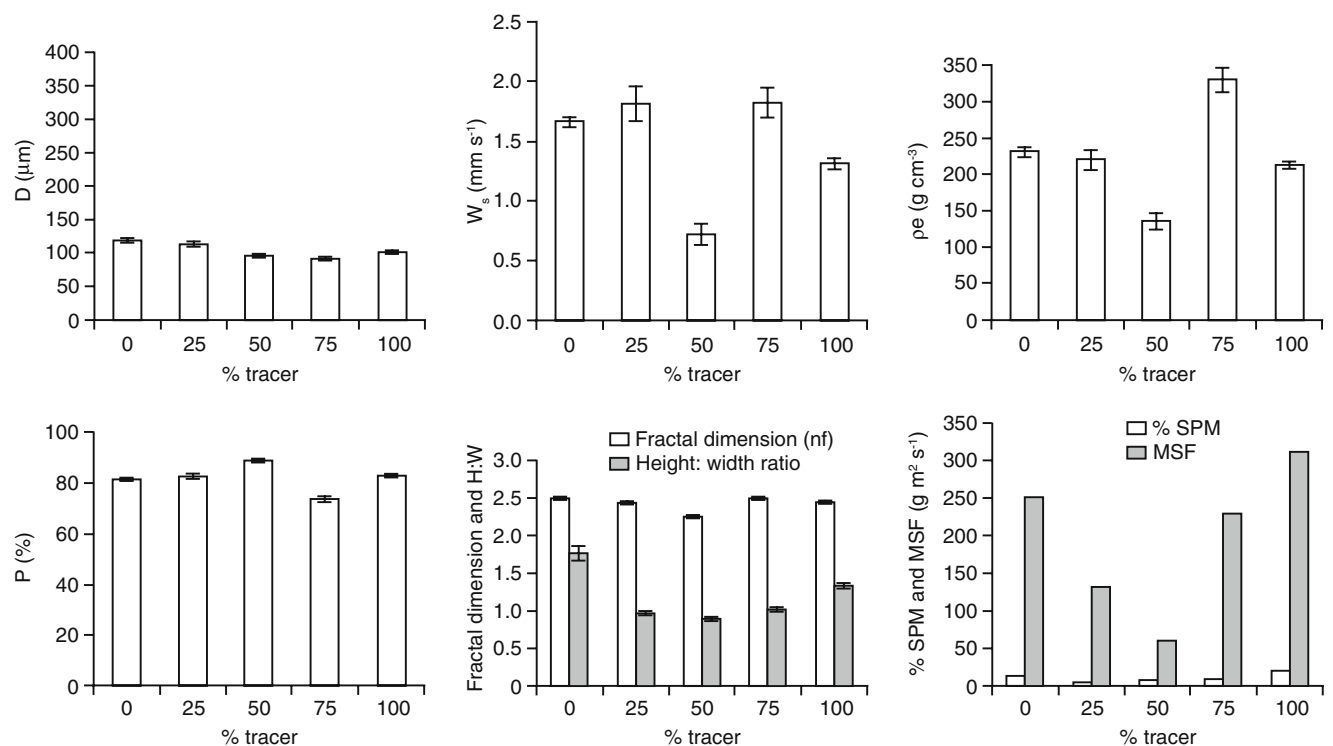 D (μm)
400
350
300
250
200
150
100
50
0
0 25 50 75 100
% tracer
Wₛ (mm s⁻¹)
2.5
2.0
1.5
1.0
0.5
0.0
0 25 50 75 100
% tracer
ρe (g cm⁻³)
350
300
250
200
150
100
50
0
0 25 50 75 100
% tracer
P (%)
100
80
60
40
20
0
0 25 50 75 100
% tracer
Fractal dimension and H:W
Fractal dimension (nf)
Height: width ratio
3.0
2.5
2.0
1.5
1.0
0.5
0
0 25 50 75 100
% tracer
% SPM and MSF (g m² s⁻¹)
% SPM
MSF
350
300
250
200
150
100
50
0
0 25 50 75 100
% tracer